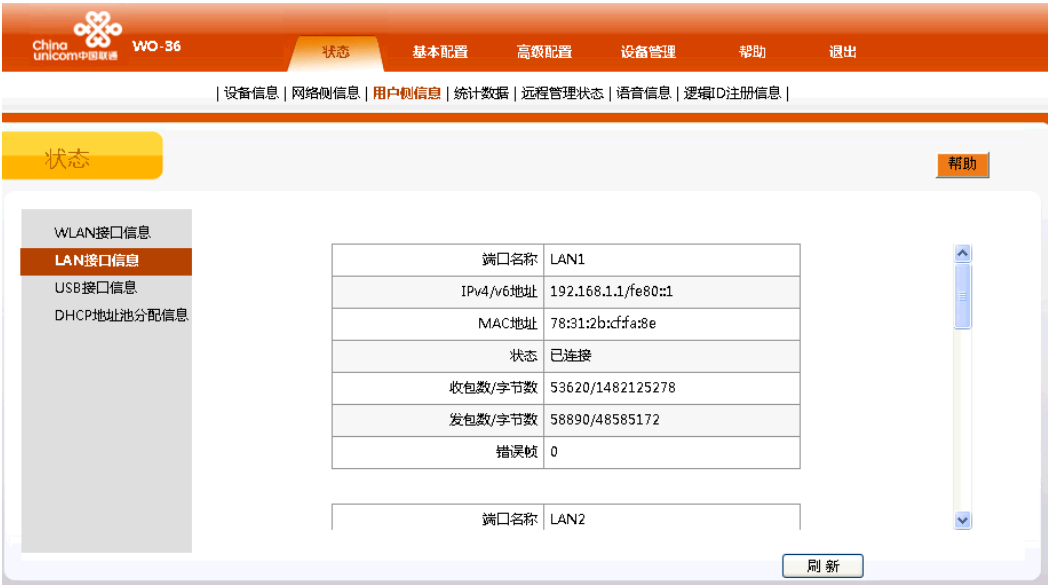 China
unicom中国联通
WO-36
状态 基本配置 高级配置 设备管理 帮助 退出
| 设备信息 | 网络侧信息 | 用户侧信息 | 统计数据 | 远程管理状态 | 语音信息 | 逻辑ID注册信息 |
状态
帮助
WLAN接口信息
LAN接口信息
USB接口信息
DHCP地址池分配信息
端口名称 LAN1
IPv4/v6地址 192.168.1.1/fe80::1
MAC地址 78:31:2b:cf:fa:8e
状态 已连接
收包数/字节数 53620/1482125278
发包数/字节数 58890/48585172
错误帧 0
端口名称 LAN2
刷 新